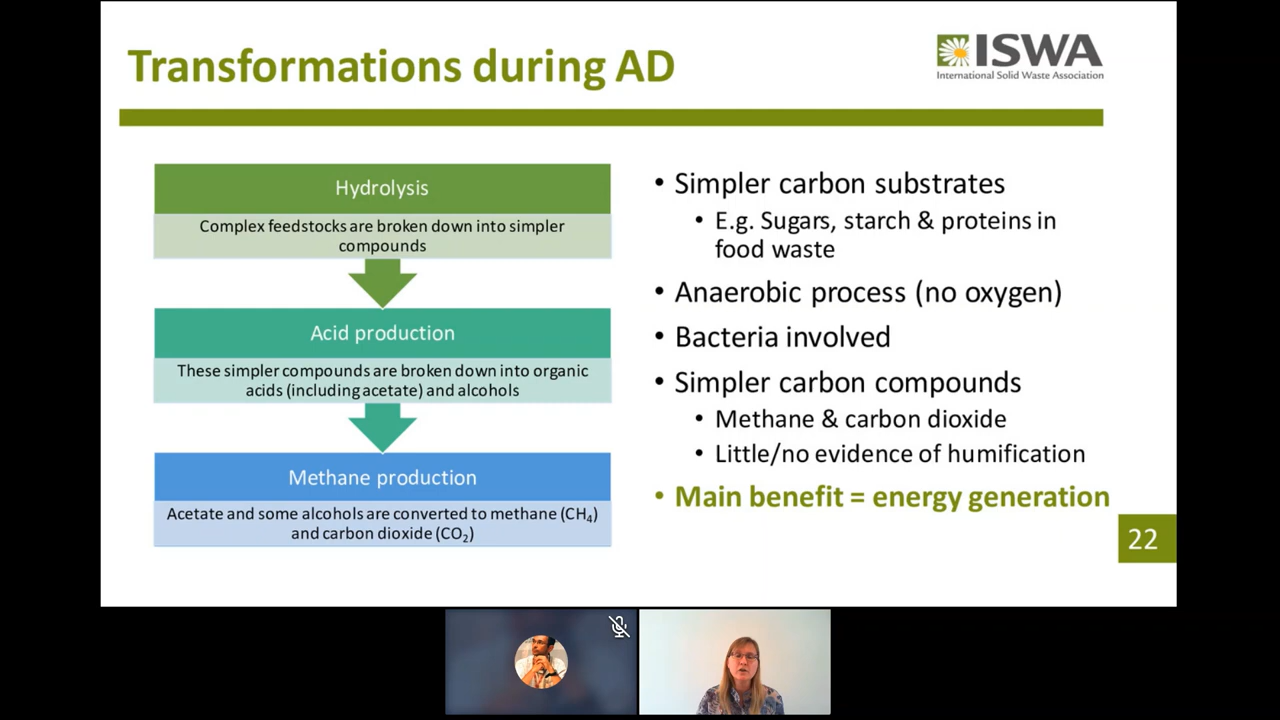 Transformations during AD
ISWA
International Solid Waste Association
Hydrolysis
Complex feedstocks are broken down into simpler
compounds
Acid production
These simpler compounds are broken down into organic
acids (including acetate) and alcohols
Methane production
Acetate and some alcohols are converted to methane (CH₄)
and carbon dioxide (CO₂)
• Simpler carbon substrates
• E.g. Sugars, starch & proteins in
food waste
• Anaerobic process (no oxygen)
• Bacteria involved
• Simpler carbon compounds
• Methane & carbon dioxide
• Little/no evidence of humification
• Main benefit = energy generation
22